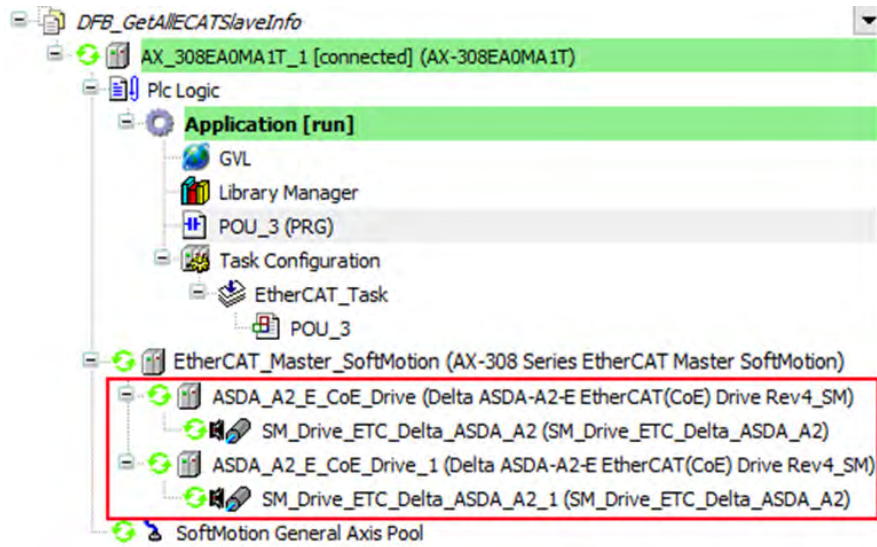 DFB_GetAllECATSlaveInfo
AX_308EA0MA1T_1 [connected] (AX-308EA0MA1T)
Plc Logic
Application [run]
GVL
Library Manager
POU_3 (PRG)
Task Configuration
EtherCAT_Task
POU_3
EtherCAT_Master_SoftMotion (AX-308 Series EtherCAT Master SoftMotion)
ASDA_A2_E_CoE_Drive (Delta ASDA-A2-E EtherCAT(CoE) Drive Rev4_SM)
SM_Drive_ETC_Delta_ASDA_A2 (SM_Drive_ETC_Delta_ASDA_A2)
ASDA_A2_E_CoE_Drive_1 (Delta ASDA-A2-E EtherCAT(CoE) Drive Rev4_SM)
SM_Drive_ETC_Delta_ASDA_A2_1 (SM_Drive_ETC_Delta_ASDA_A2)
SoftMotion General Axis Pool